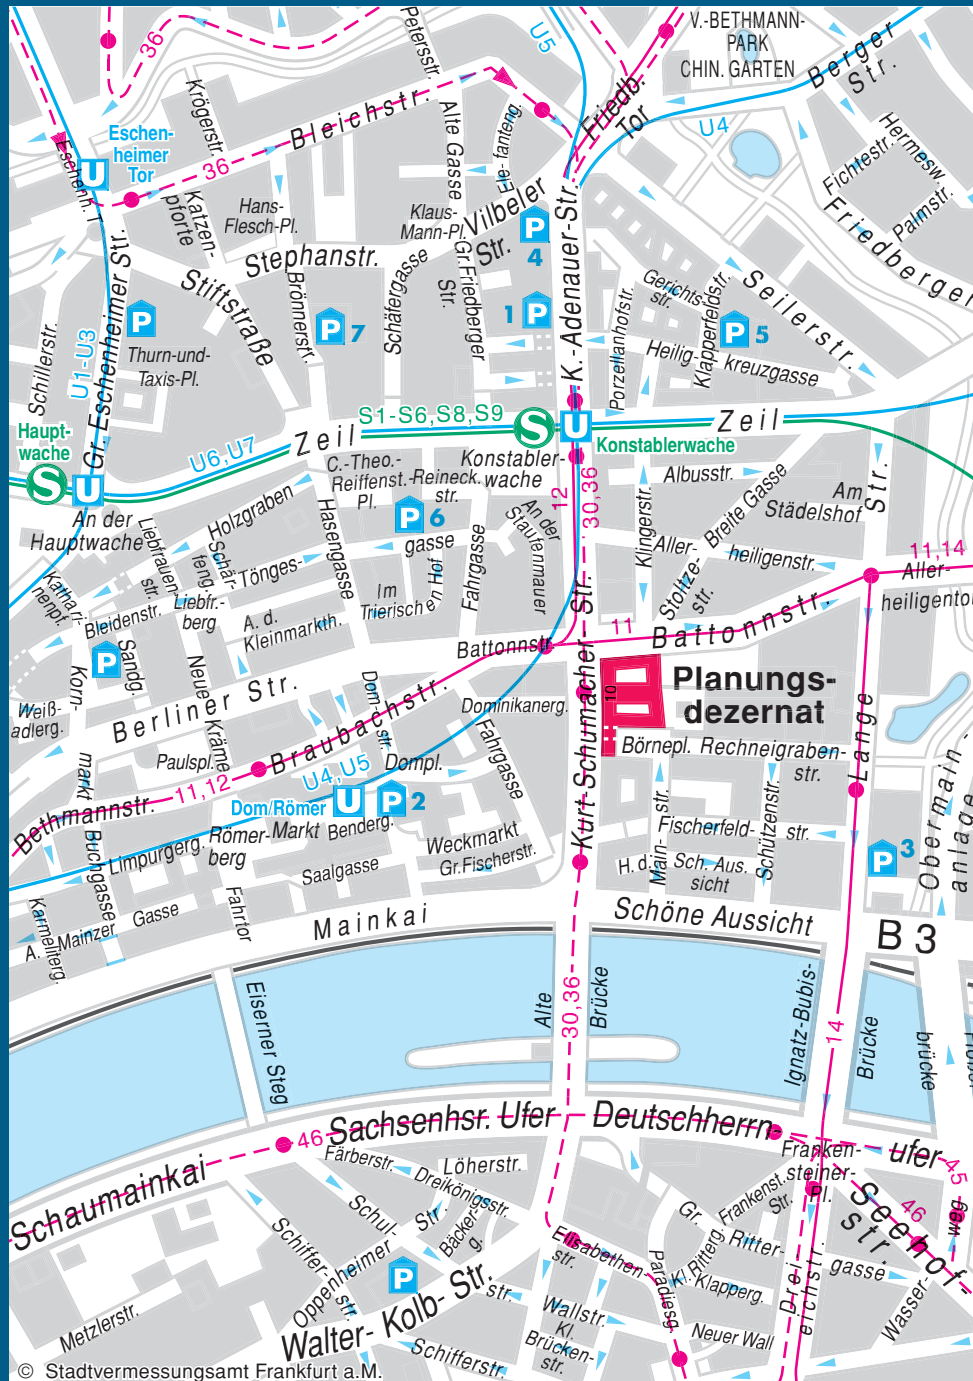 V.-BETHMANN-
PARK
CHIN. GARTEN
U5
36
Petersstr.
Berger
Str.
Friedb.
Tor
U4
Krögerstr.
Bleichstr.
Alte Gasse
Ele-
fanteng.
Eschen-
heimer
Tor
U
Eschenh. T.
36
Hermesw.
Fichtestr.
Palmstr.
Friedberger
Katzen-
pforte
Hans-
Flesch-Pl.
Klaus-
Mann-Pl.
Vilbeler
Str.
P
4
Stephanstr.
Stiftstraße
Brönnerstr.
Schäfergasse
Gr.Friedberger
Str.
K.-Adenauer-Str.
Gerichts-
str.
Klapperfeldstr.
Seilerstr.
Porzellanhofstr.
Heilig-
kreuzgasse
1 P
P 5
P 7
P
Thurn-und-
Taxis-Pl.
Gr. Eschenheimer Str.
Schillerstr.
U1-U3
Haupt-
wache
S
U
U6,U7
Zeil
S1-S6,S8,S9
S
U
Konstablerwache
Zeil
An der
Hauptwache
Holzgraben
C.-Theo.-
Reiffenst.-
Pl.
Reineck.
str.
Konstabler-
wache
P 6
12
30,36
Albusstr.
Am
Städelshof
Str.
Breite Gasse
Klingerstr.
Liebfrauen-
str.
Schär-
feng.
Tönges-
gasse
Hasengasse
Fahrgasse
An der
Staufenmauer
Aller-
heiligenstr.
Stoltze-
str.
11,14
Aller-
heiligentor
Kathari-
nenpf.
Bleidenstr.
Liebfr.-
berg
A. d.
Kleinmarkth.
Im
Trierischen Hof
Battonnstr.
11
Battonnstr.
Sandg.
P
Korn-
markt
Neue
Kräme
Weiß-
adlerg.
Berliner Str.
Dom-
str.
Braubachstr.
Dominikanerg.
10
Planungs-
dezernat
Kurt-Schumacher-Str.
Börnepl.
Rechneigraben-
str.
Lange
Obermain-
anlage
Paulspl.
11,12
U4,U5
Dompl.
Fahrgasse
Dom/Römer
U
P 2
Bethmannstr.
Buchgasse
Limpurgerg.
Römer-
berg
Markt
Benderg.
Weckmarkt
Gr.Fischerstr.
Saalgasse
Main-
str.
Fischerfeld-
str.
Schützenstr.
H. d.
Sch. Aus.
sicht
P 3
Karmeliterg.
A. Mainzer
Gasse
Fahrtor
Mainkai
Schöne Aussicht
B 3
Eiserner Steg
Alte
Brücke
30,36
Ignatz-Bubis-
Brücke
14
brücke
Schaumainkai
46
Sachsenhsr. Ufer
Deutschherrn-
ufer
Färberstr.
Löherstr.
Dreikönigsstr.
Franken-
steiner-
Pl.
Frankenst.
Str.
45
46
weg
Seehof-
str.
Schul-
str.
Schiffer-
str.
Oppenheimer
Str.
Bäcker-
g.
Elisabethen-
str.
Paradiesg.
Gr.
Ritter-
gasse
Kl.Ritterg.
Klapperg.
Drei-
eichstr.
Wasser-
P
Walter-Kolb-Str.
Metzlerstr.
Wallstr.
Kl.
Brücken-
str.
Neuer Wall
Schifferstr.
© Stadtvermessungsamt Frankfurt a.M.